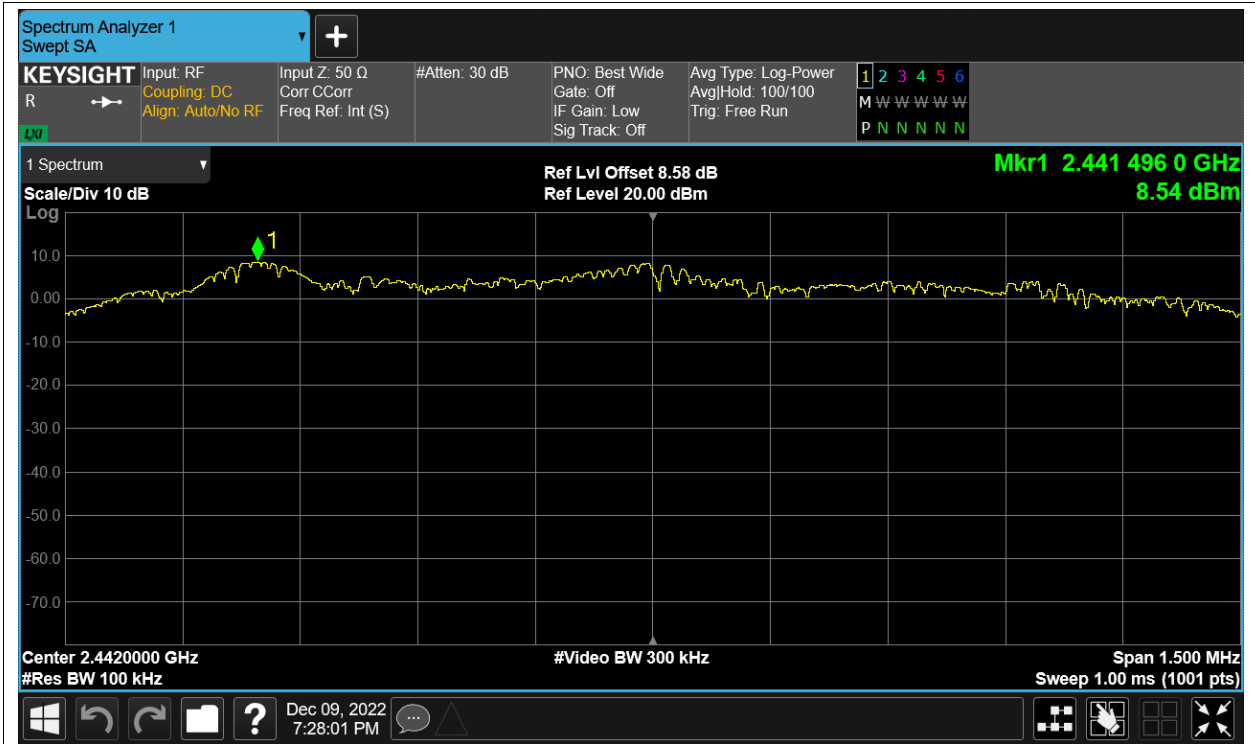 Spectrum Analyzer 1
Swept SA
KEYSIGHT
R
LXI
Input: RF
Coupling: DC
Align: Auto/No RF
Input Z: 50 Ω
Corr CCorr
Freq Ref: Int (S)
#Atten: 30 dB
PNO: Best Wide
Gate: Off
IF Gain: Low
Sig Track: Off
Avg Type: Log-Power
Avg|Hold: 100/100
Trig: Free Run
1 2 3 4 5 6
M W W W W W
P N N N N N
1 Spectrum
Scale/Div 10 dB
Log
Ref Lvl Offset 8.58 dB
Ref Level 20.00 dBm
Mkr1 2.441 496 0 GHz
8.54 dBm
1
10.0
0.00
-10.0
-20.0
-30.0
-40.0
-50.0
-60.0
-70.0
Center 2.4420000 GHz
#Res BW 100 kHz
#Video BW 300 kHz
Span 1.500 MHz
Sweep 1.00 ms (1001 pts)
?
Dec 09, 2022
7:28:01 PM